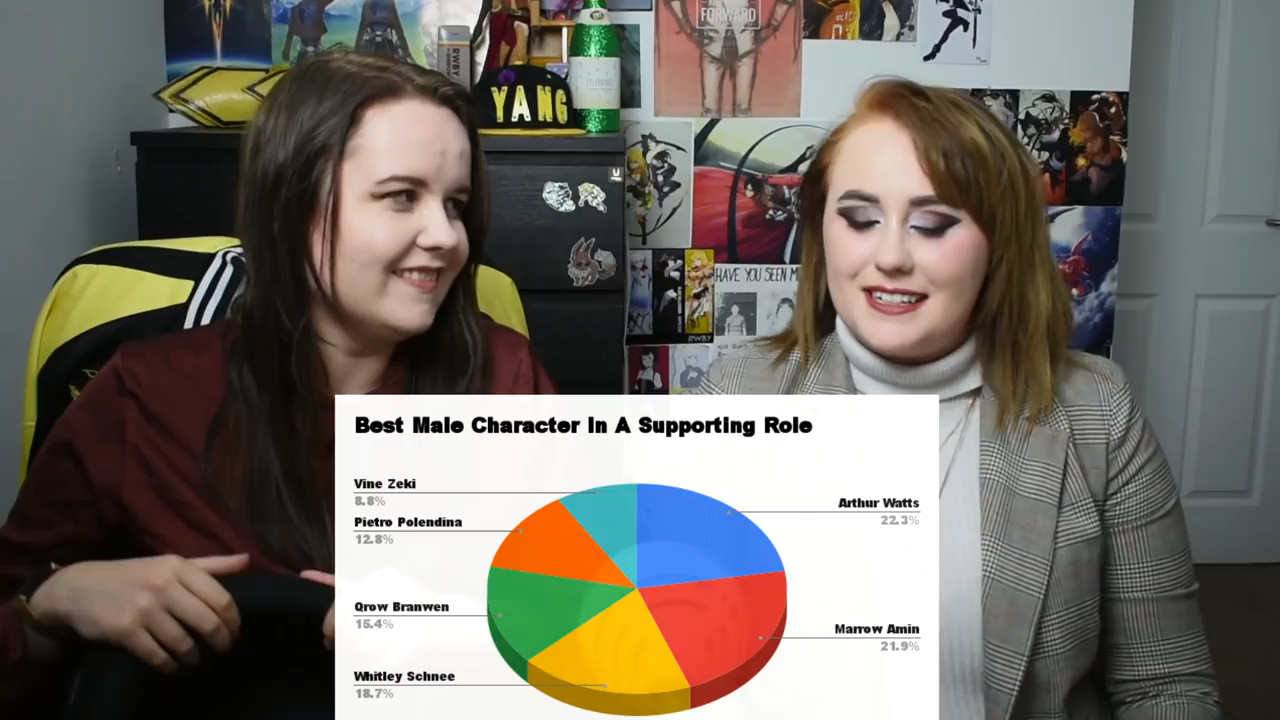 FORWARD
RWBY
YANG
HAVE YOU SEEN M
RWBY
Best Male Character In A Supporting Role
Vine Zeki
8.8%
Pietro Polendina
12.8%
Qrow Branwen
15.4%
Whitley Schnee
18.7%
Arthur Watts
22.3%
Marrow Amin
21.9%